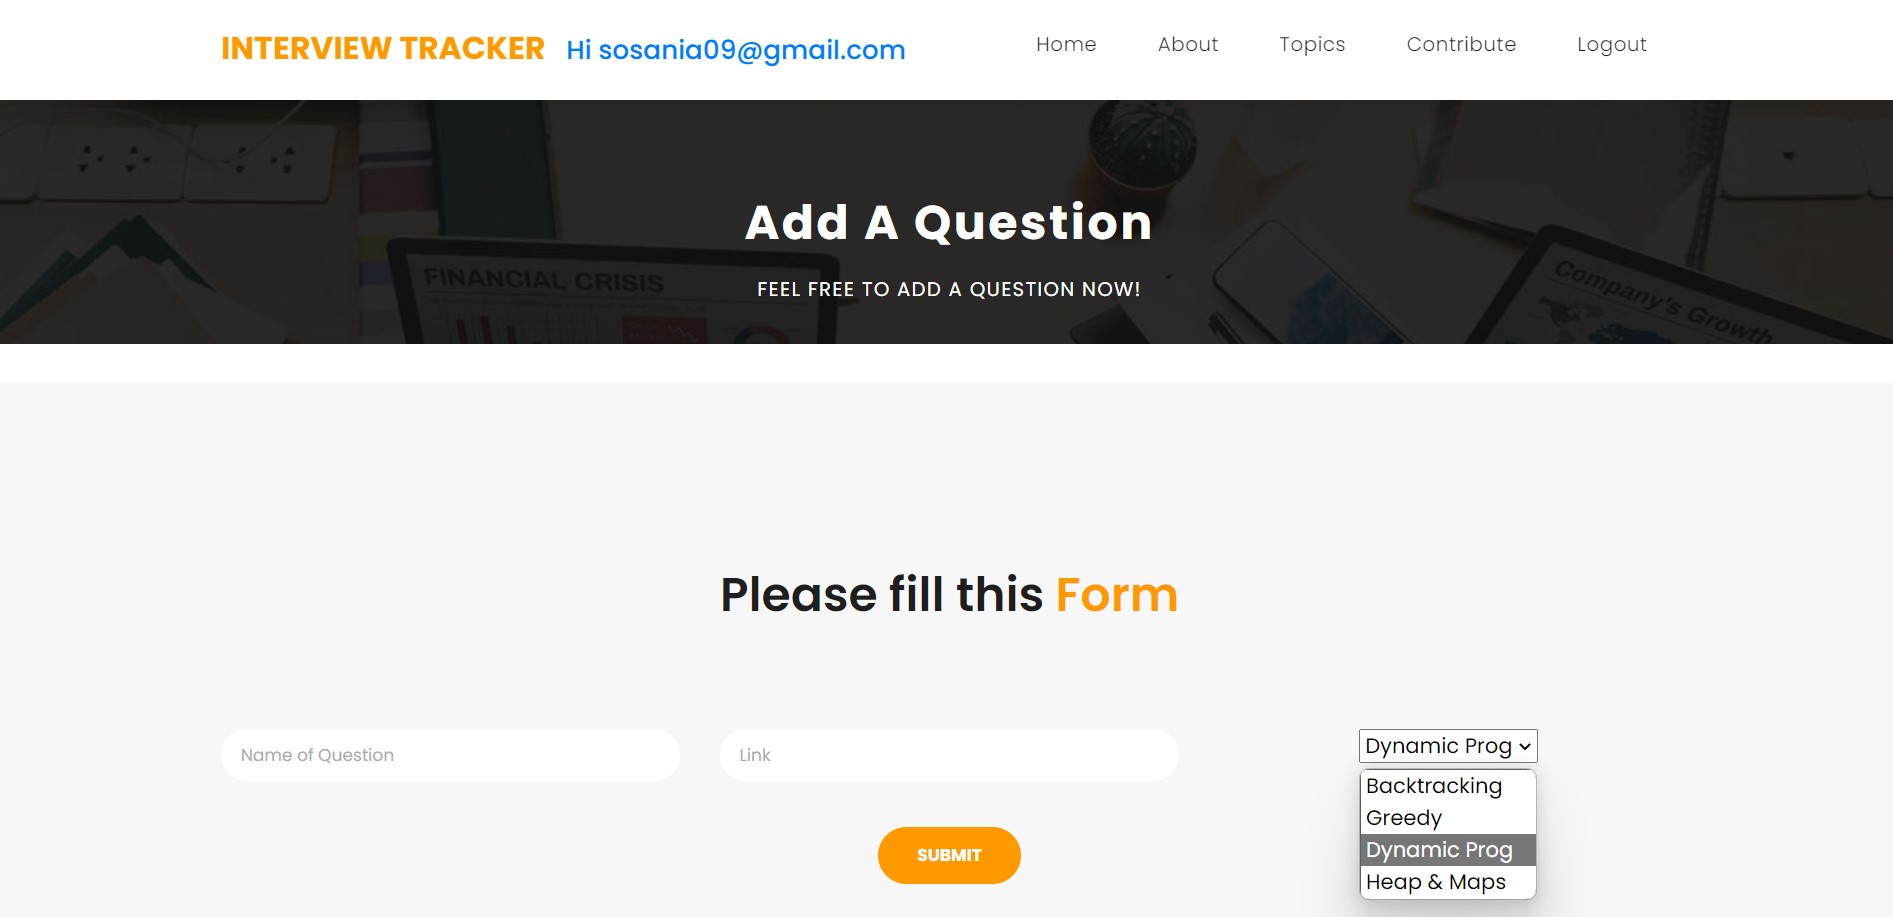 INTERVIEW TRACKER Hi sosania09@gmail.com Home About Topics Contribute Logout
Add A Question
FEEL FREE TO ADD A QUESTION NOW!
FINANCIAL CRISIS
Company's Growth
Please fill this Form
Name of Question Link Dynamic Prog
Backtracking
Greedy
Dynamic Prog
Heap & Maps
SUBMIT